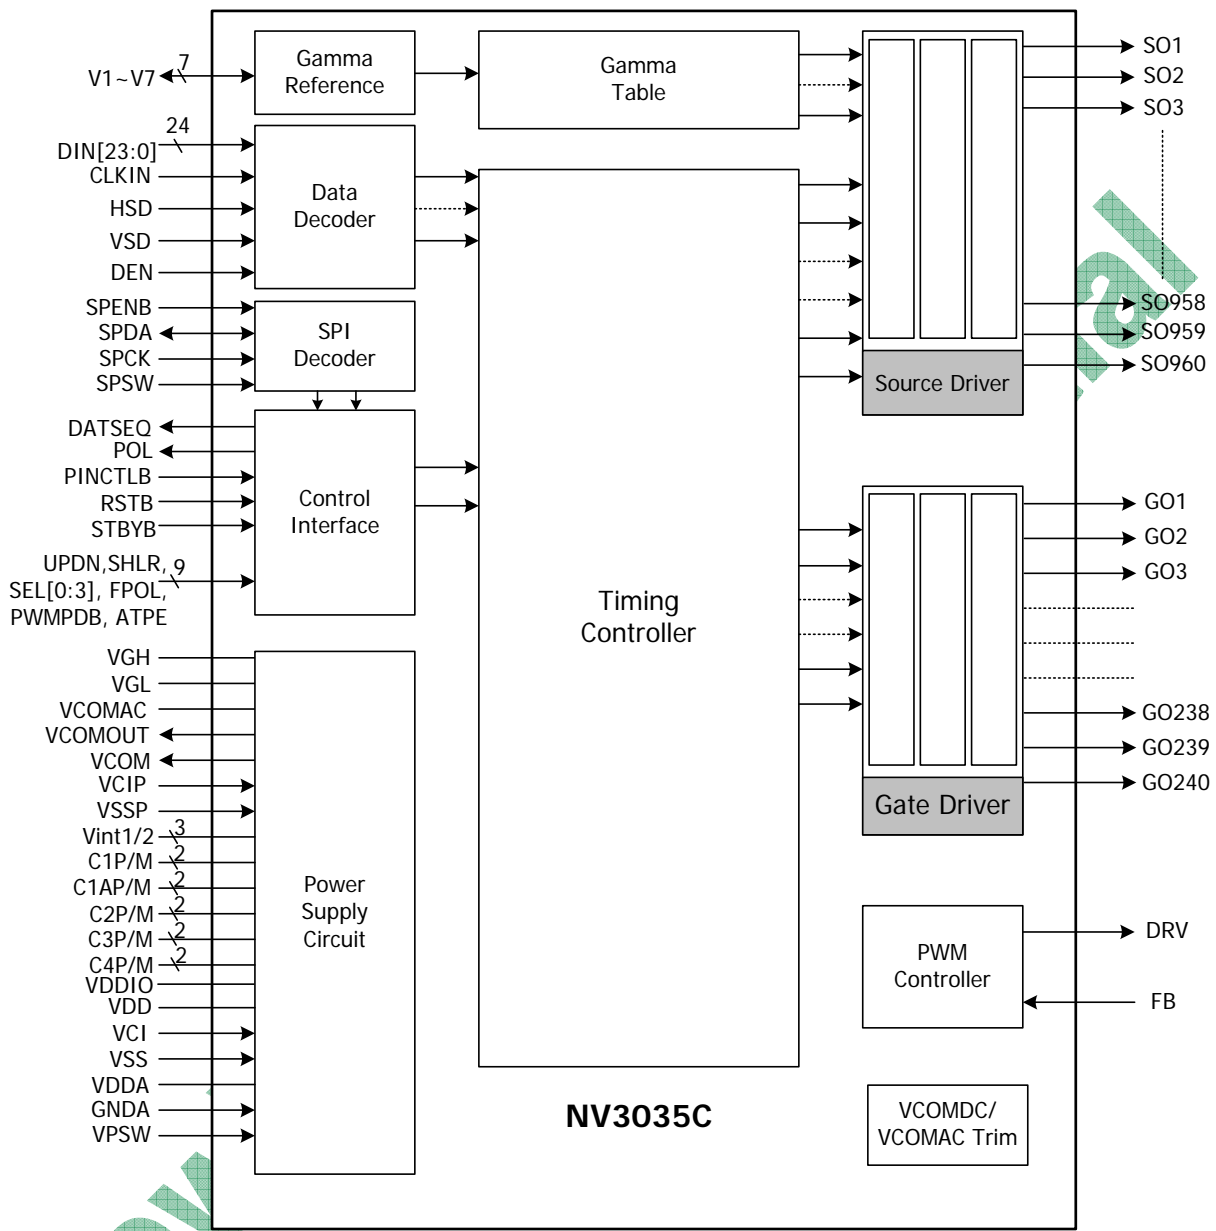 V1~V7
7
Gamma
Reference
Gamma
Table
SO1
SO2
SO3
DIN[23:0]
24
CLKIN
HSD
VSD
DEN
Data
Decoder
SPENB
SPDA
SPCK
SPSW
SPI
Decoder
SO958
SO959
SO960
Source Driver
DATSEQ
POL
PINCTLB
RSTB
STBYB
UPDN,SHLR,
SEL[0:3], FPOL,
PWMPDB, ATPE
9
Control
Interface
Timing
Controller
GO1
GO2
GO3
GO238
GO239
GO240
Gate Driver
VGH
VGL
VCOMAC
VCOMOUT
VCOM
VCIP
VSSP
Vint1/2
3
C1P/M
2
C1AP/M
2
C2P/M
2
C3P/M
2
C4P/M
2
VDDIO
VDD
VCI
VSS
VDDA
GNDA
VPSW
Power
Supply
Circuit
PWM
Controller
DRV
FB
VCOMDC/
VCOMAC Trim
NV3035C